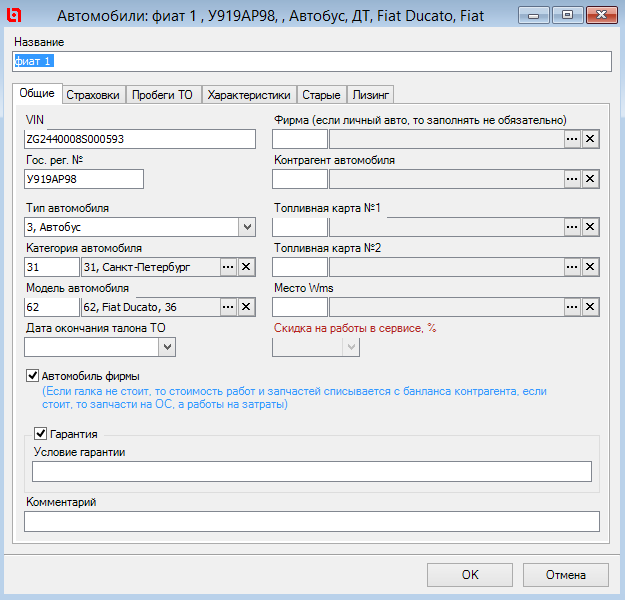 Автомобили: фиат 1 , У919АР98, , Автобус, ДТ, Fiat Ducato, Fiat
Название
фиат 1
Общие Страховки Пробеги ТО Характеристики Старые Лизинг
VIN
ZG2440008S000593
Фирма (если личный авто, то заполнять не обязательно)
Гос. рег. №
У919АР98
Контрагент автомобиля
Тип автомобиля
3, Автобус
Топливная карта №1
Категория автомобиля
31 31, Санкт-Петербург
Топливная карта №2
Модель автомобиля
62 62, Fiat Ducato, 36
Место Wms
Дата окончания талона ТО
Скидка на работы в сервисе, %
Автомобиль фирмы
(Если галка не стоит, то стоимость работ и запчастей списывается с банланса контрагента, если
стоит, то запчасти на ОС, а работы на затраты)
Гарантия
Условие гарантии
Комментарий
OK Отмена